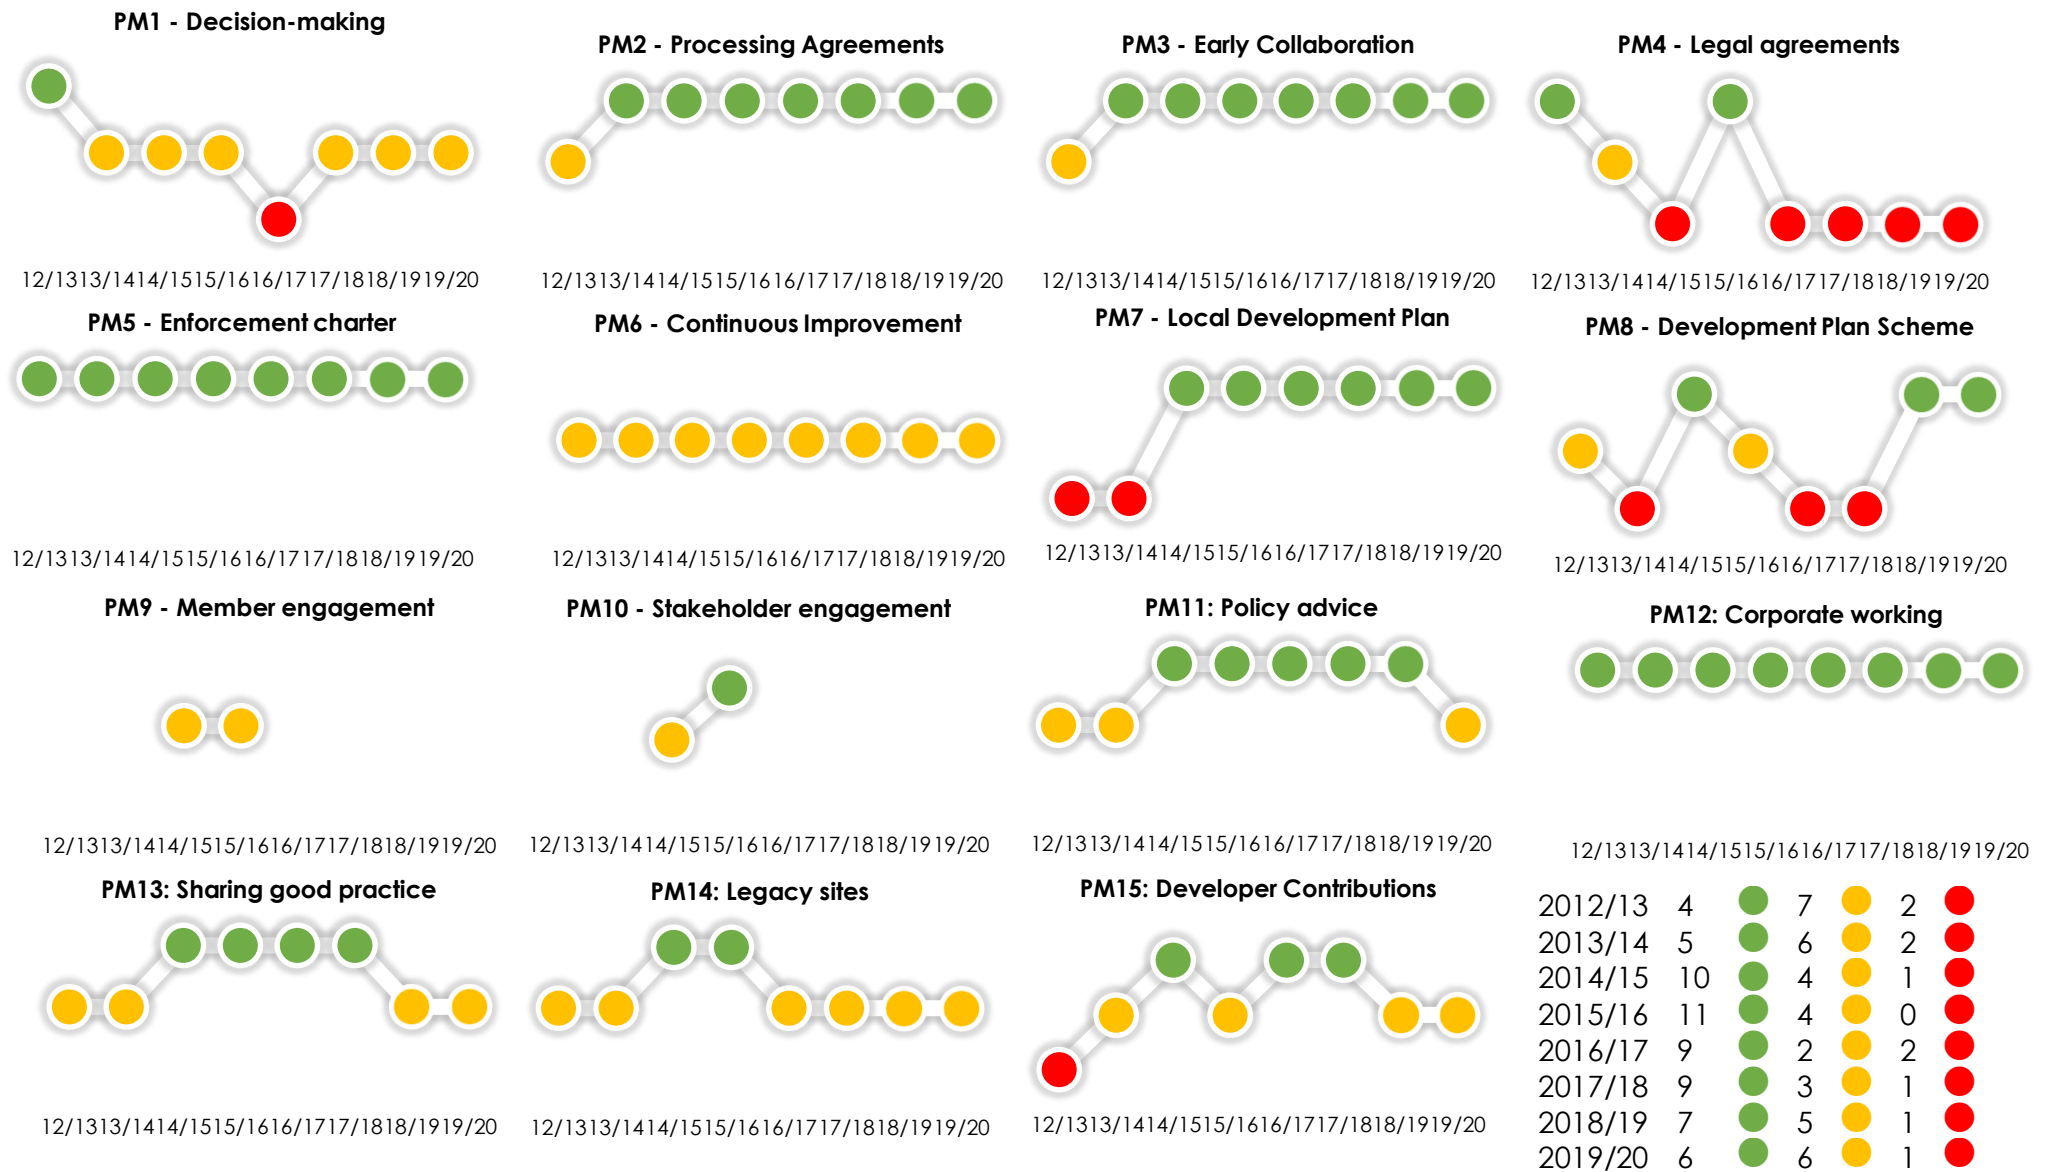 PM1 - Decision-making
12/1313/1414/1515/1616/1717/1818/1919/20
PM2 - Processing Agreements
12/1313/1414/1515/1616/1717/1818/1919/20
PM3 - Early Collaboration
12/1313/1414/1515/1616/1717/1818/1919/20
PM4 - Legal agreements
12/1313/1414/1515/1616/1717/1818/1919/20
PM5 - Enforcement charter
12/1313/1414/1515/1616/1717/1818/1919/20
PM6 - Continuous Improvement
12/1313/1414/1515/1616/1717/1818/1919/20
PM7 - Local Development Plan
12/1313/1414/1515/1616/1717/1818/1919/20
PM8 - Development Plan Scheme
12/1313/1414/1515/1616/1717/1818/1919/20
PM9 - Member engagement
12/1313/1414/1515/1616/1717/1818/1919/20
PM10 - Stakeholder engagement
12/1313/1414/1515/1616/1717/1818/1919/20
PM11: Policy advice
12/1313/1414/1515/1616/1717/1818/1919/20
PM12: Corporate working
12/1313/1414/1515/1616/1717/1818/1919/20
PM13: Sharing good practice
12/1313/1414/1515/1616/1717/1818/1919/20
PM14: Legacy sites
12/1313/1414/1515/1616/1717/1818/1919/20
PM15: Developer Contributions
12/1313/1414/1515/1616/1717/1818/1919/20
2012/13 4 7 2
2013/14 5 6 2
2014/15 10 4 1
2015/16 11 4 0
2016/17 9 2 2
2017/18 9 3 1
2018/19 7 5 1
2019/20 6 6 1